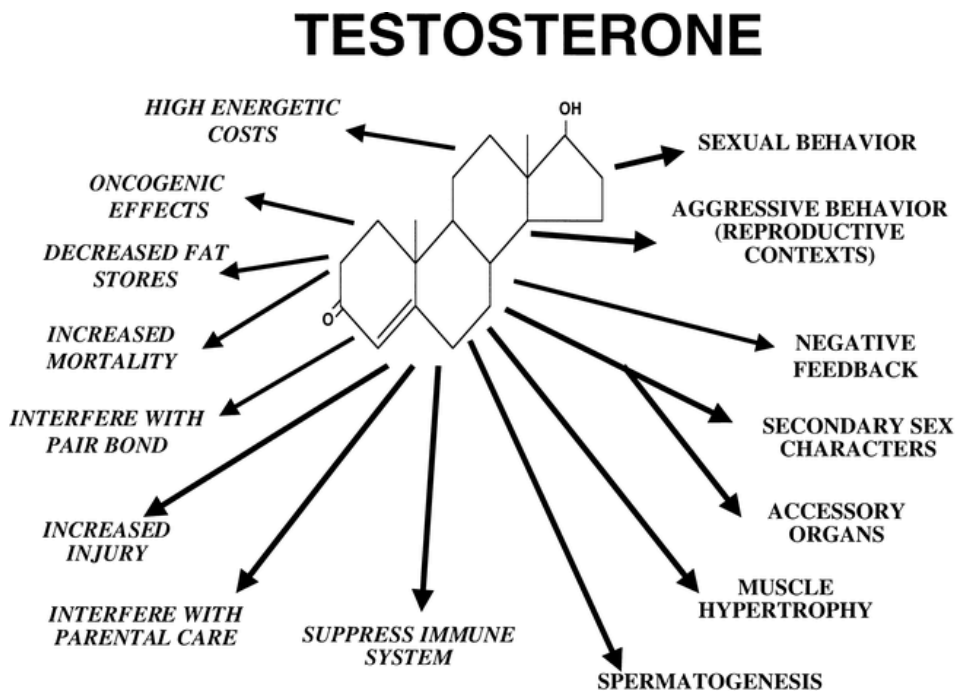 TESTOSTERONE
HIGH ENERGETIC
COSTS
OH
SEXUAL BEHAVIOR
ONCOGENIC
EFFECTS
AGGRESSIVE BEHAVIOR
(REPRODUCTIVE
CONTEXTS)
DECREASED FAT
STORES
O
INCREASED
MORTALITY
NEGATIVE
FEEDBACK
INTERFERE WITH
PAIR BOND
SECONDARY SEX
CHARACTERS
INCREASED
INJURY
ACCESSORY
ORGANS
INTERFERE WITH
PARENTAL CARE
SUPPRESS IMMUNE
SYSTEM
MUSCLE
HYPERTROPHY
SPERMATOGENESIS